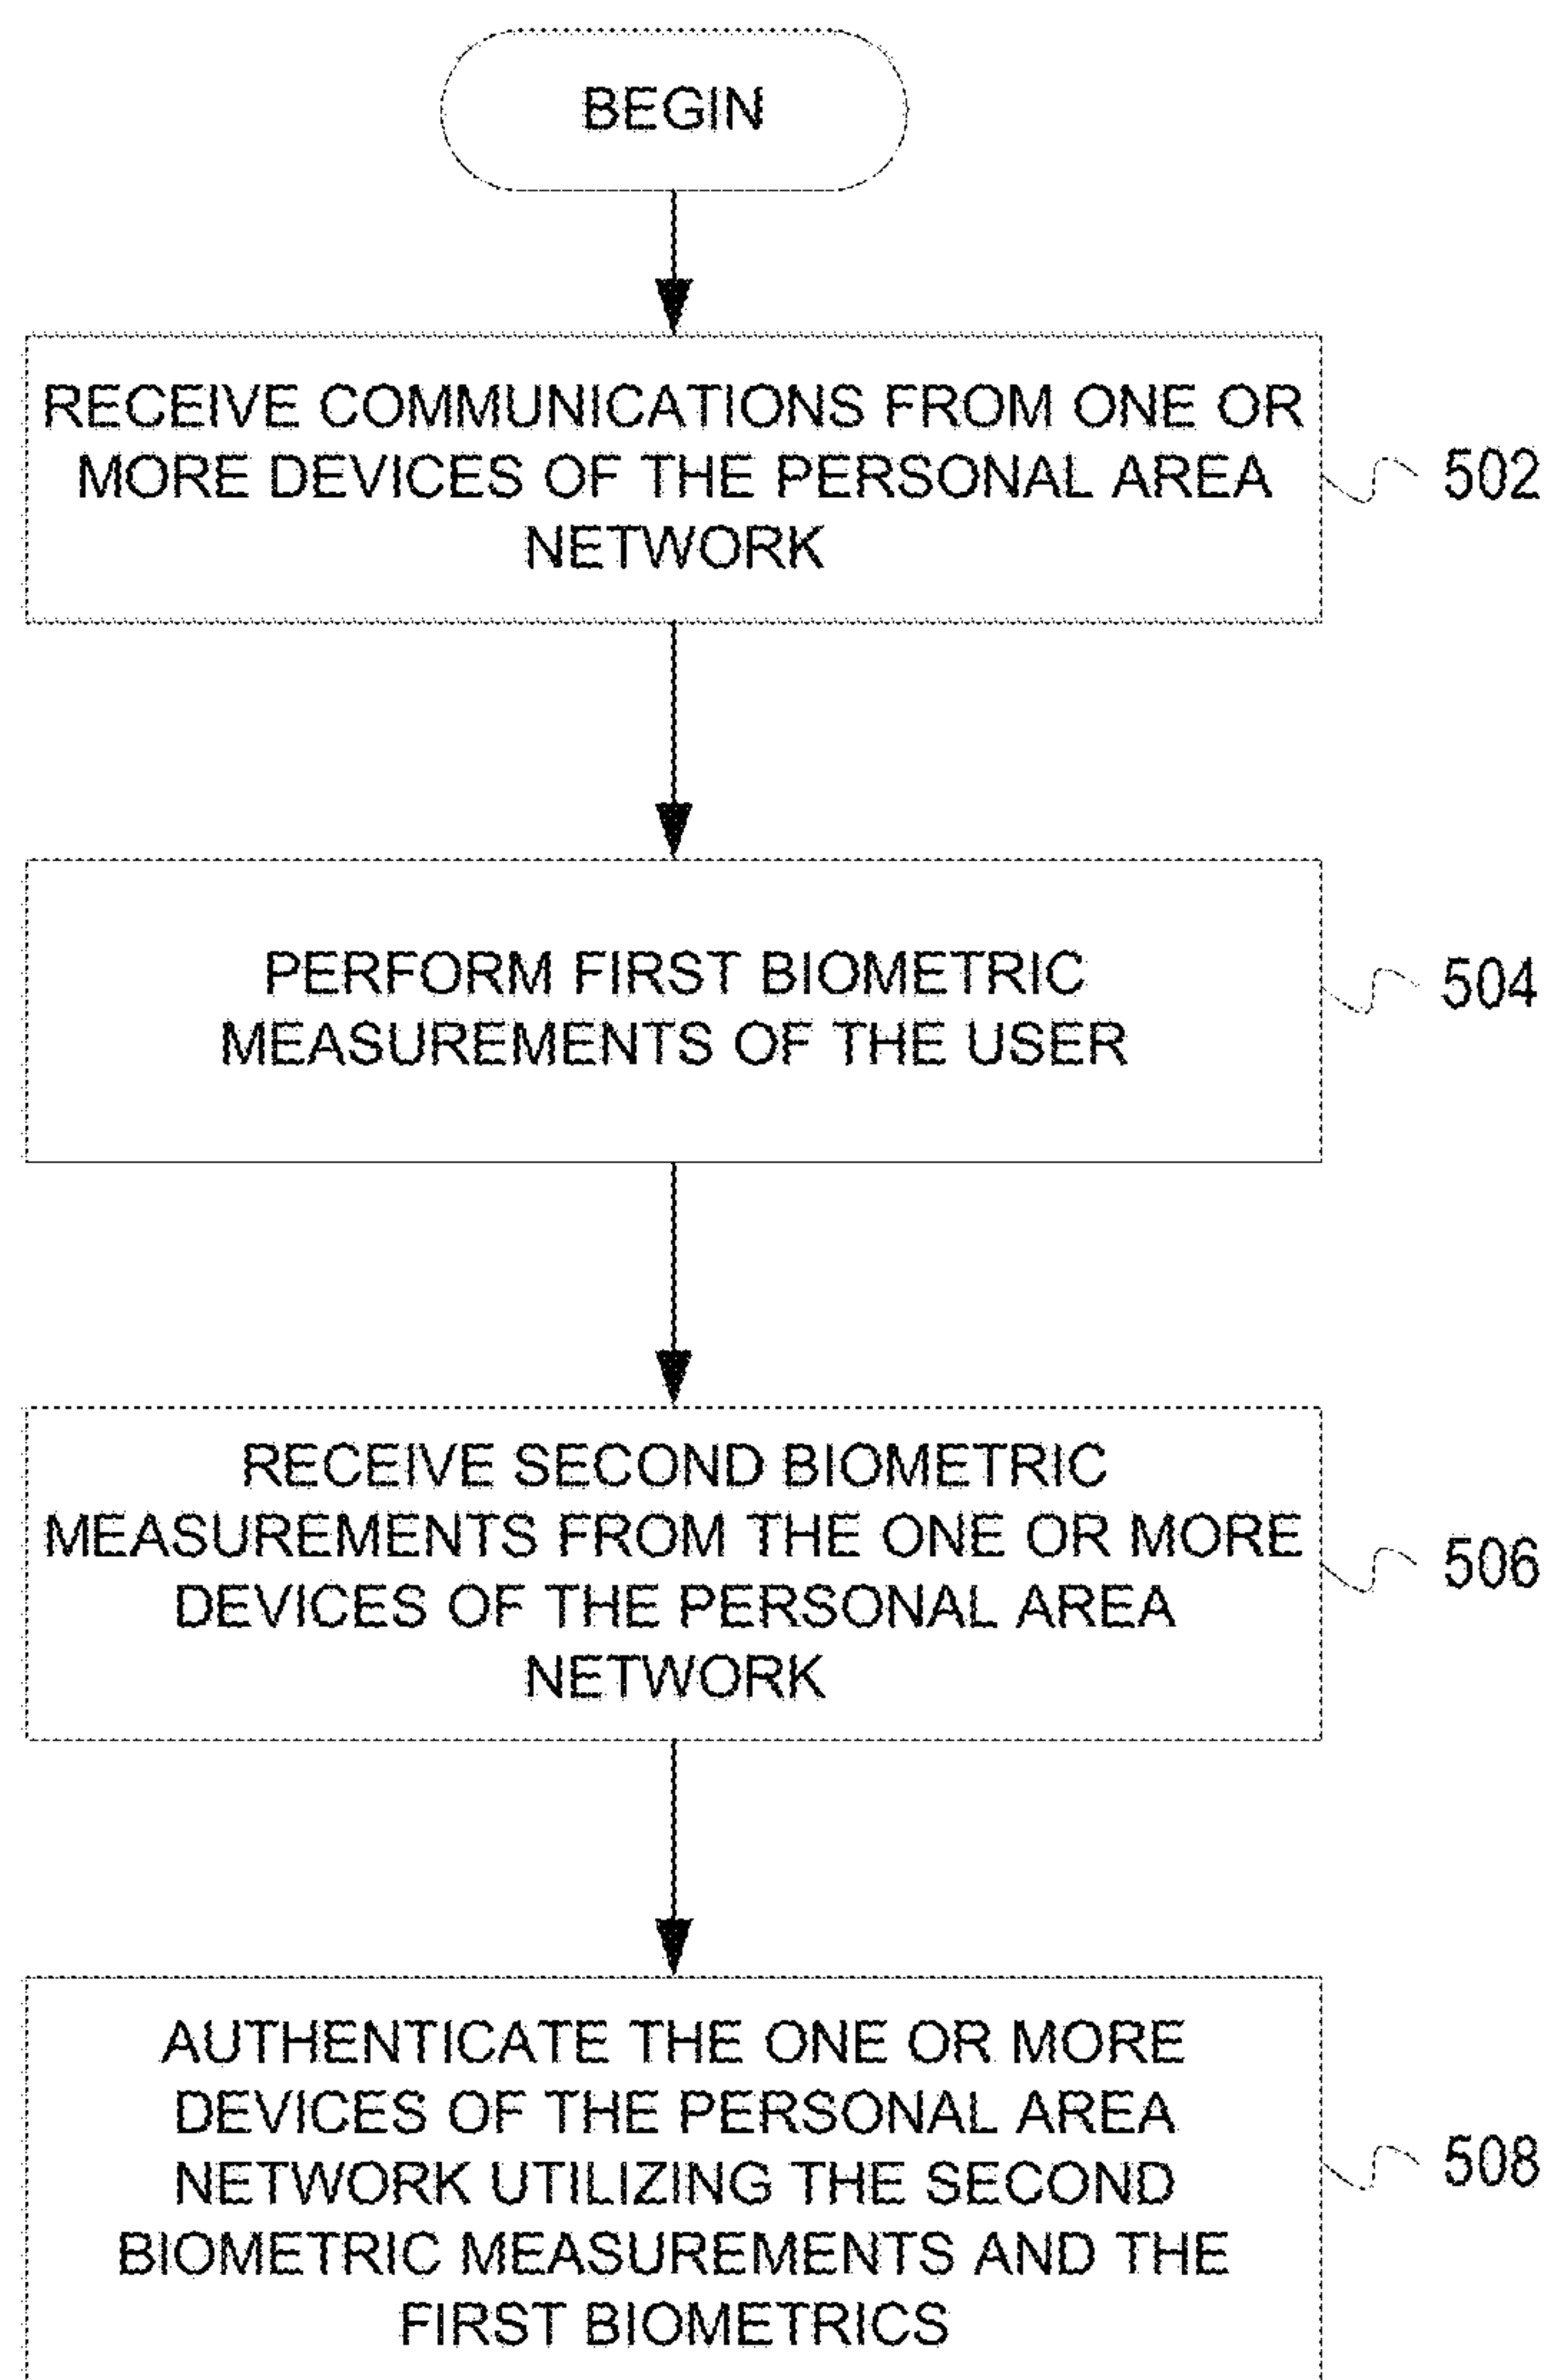 BEGIN
RECEIVE COMMUNICATIONS FROM ONE OR
MORE DEVICES OF THE PERSONAL AREA
NETWORK
502
PERFORM FIRST BIOMETRIC
MEASUREMENTS OF THE USER
504
RECEIVE SECOND BIOMETRIC
MEASUREMENTS FROM THE ONE OR MORE
DEVICES OF THE PERSONAL AREA
NETWORK
506
AUTHENTICATE THE ONE OR MORE
DEVICES OF THE PERSONAL AREA
NETWORK UTILIZING THE SECOND
BIOMETRIC MEASUREMENTS AND THE
FIRST BIOMETRICS
508